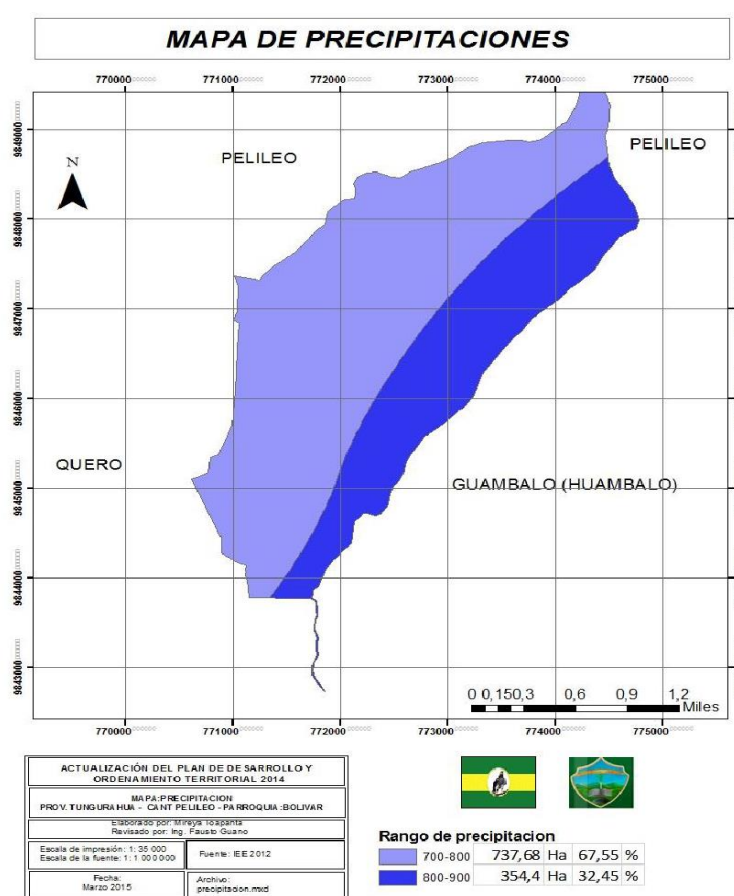 MAPA DE PRECIPITACIONES
770000 771000 772000 773000 774000 775000
9849000
9848000
9847000
9846000
9845000
9844000
9843000
N
PELILEO
PELILEO
QUERO
GUAMBALO (HUAMBALO)
0 0,150,3 0,6 0,9 1,2
Miles
770000 771000 772000 773000 774000 775000
ACTUALIZACIÓN DEL PLAN DE DESARROLLO Y
ORDENAMIENTO TERRITORIAL 2014
MAPA:PRECIPITACION
PROV. TUNGURAHUA - CANT PELILEO - PARROQUIA :BOLIVAR
Elaborado por: Mireya Toapanta
Revisado por: Ing. Fausto Guano
Escala de impresión: 1: 35 000
Escala de la fuente: 1: 1 000 000
Fuente: IEE 2012
Fecha:
Marzo 2015
Archivo:
precipitacion.mxd
Rango de precipitacion
700-800 737,68 Ha 67,55 %
800-900 354,4 Ha 32,45 %